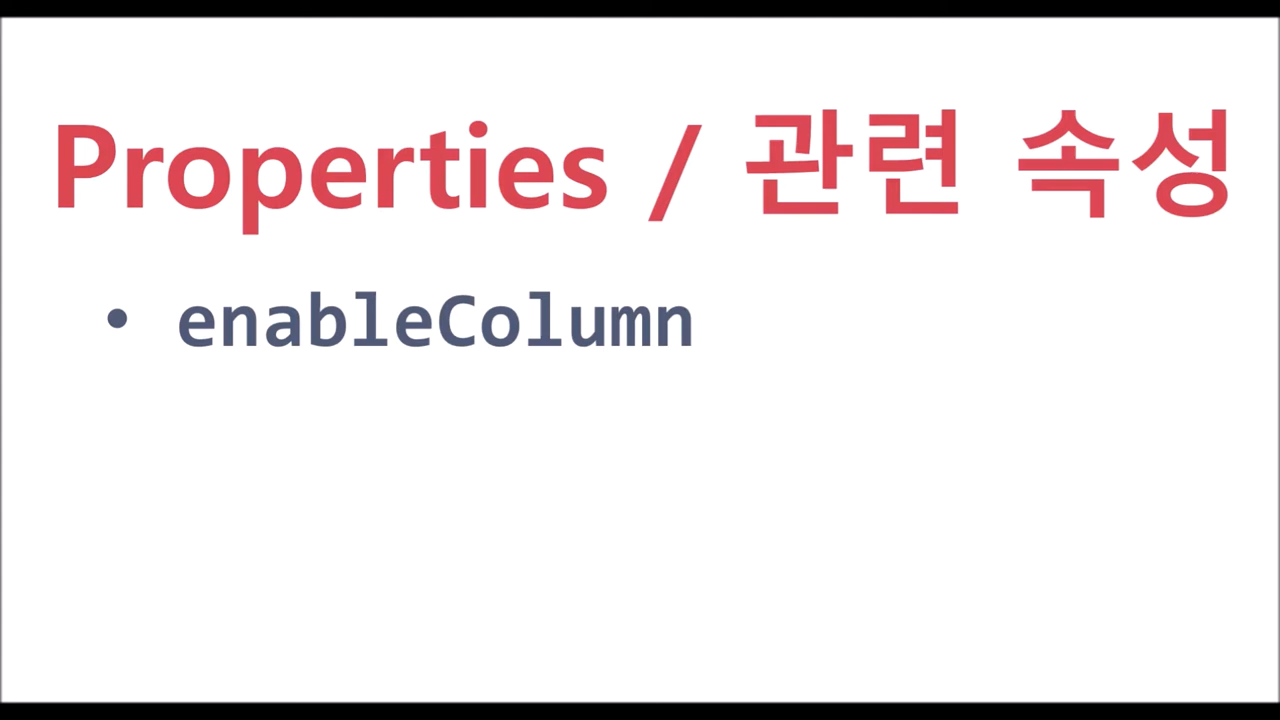 Properties / 관련 속성
• enableColumn